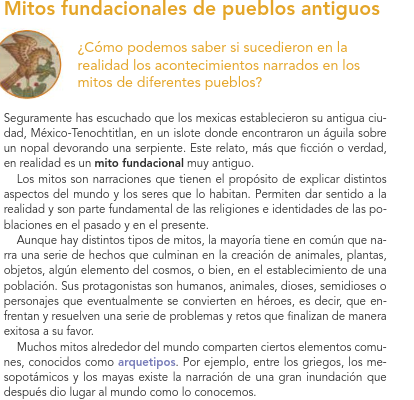 Mitos fundacionales de pueblos antiguos
¿Cómo podemos saber si sucedieron en la
realidad los acontecimientos narrados en los
mitos de diferentes pueblos?
Seguramente has escuchado que los mexicas establecieron su antigua ciu-
dad, México-Tenochtitlan, en un islote donde encontraron un águila sobre
un nopal devorando una serpiente. Este relato, más que ficción o verdad,
en realidad es un mito fundacional muy antiguo.
Los mitos son narraciones que tienen el propósito de explicar distintos
aspectos del mundo y los seres que lo habitan. Permiten dar sentido a la
realidad y son parte fundamental de las religiones e identidades de las po-
blaciones en el pasado y en el presente.
Aunque hay distintos tipos de mitos, la mayoría tiene en común que na-
rra una serie de hechos que culminan en la creación de animales, plantas,
objetos, algún elemento del cosmos, o bien, en el establecimiento de una
población. Sus protagonistas son humanos, animales, dioses, semidioses o
personajes que eventualmente se convierten en héroes, es decir, que en-
frentan y resuelven una serie de problemas y retos que finalizan de manera
exitosa a su favor.
Muchos mitos alrededor del mundo comparten ciertos elementos comu-
nes, conocidos como arquetipos. Por ejemplo, entre los griegos, los me-
sopotámicos y los mayas existe la narración de una gran inundación que
después dio lugar al mundo como lo conocemos.